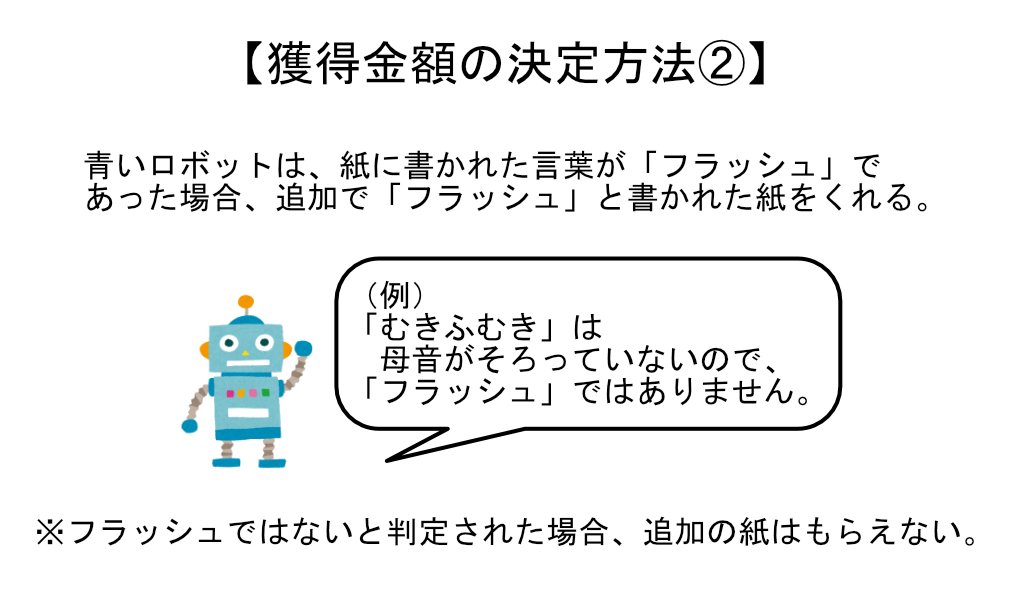 【獲得金額の決定方法②】
青いロボットは、紙に書かれた言葉が「フラッシュ」で
あった場合、追加で「フラッシュ」と書かれた紙をくれる。
（例）
「むきふむき」は
母音がそろっていないので、
「フラッシュ」ではありません。
※フラッシュではないと判定された場合、追加の紙はもらえない。